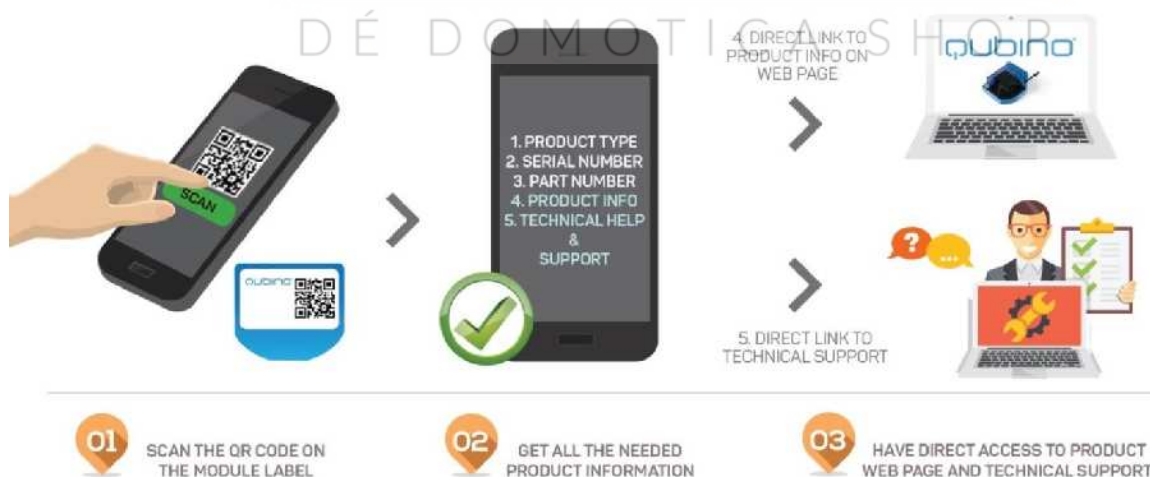 DÉ DOMOTICA SHOP
SCAN
qubino
1. PRODUCT TYPE
2. SERIAL NUMBER
3. PART NUMBER
4. PRODUCT INFO
5. TECHNICAL HELP
&
SUPPORT
4. DIRECT LINK TO
PRODUCT INFO ON
WEB PAGE
qubino
?
...
5. DIRECT LINK TO
TECHNICAL SUPPORT
01
SCAN THE QR CODE ON
THE MODULE LABEL
02
GET ALL THE NEEDED
PRODUCT INFORMATION
03
HAVE DIRECT ACCESS TO PRODUCT
WEB PAGE AND TECHNICAL SUPPORT